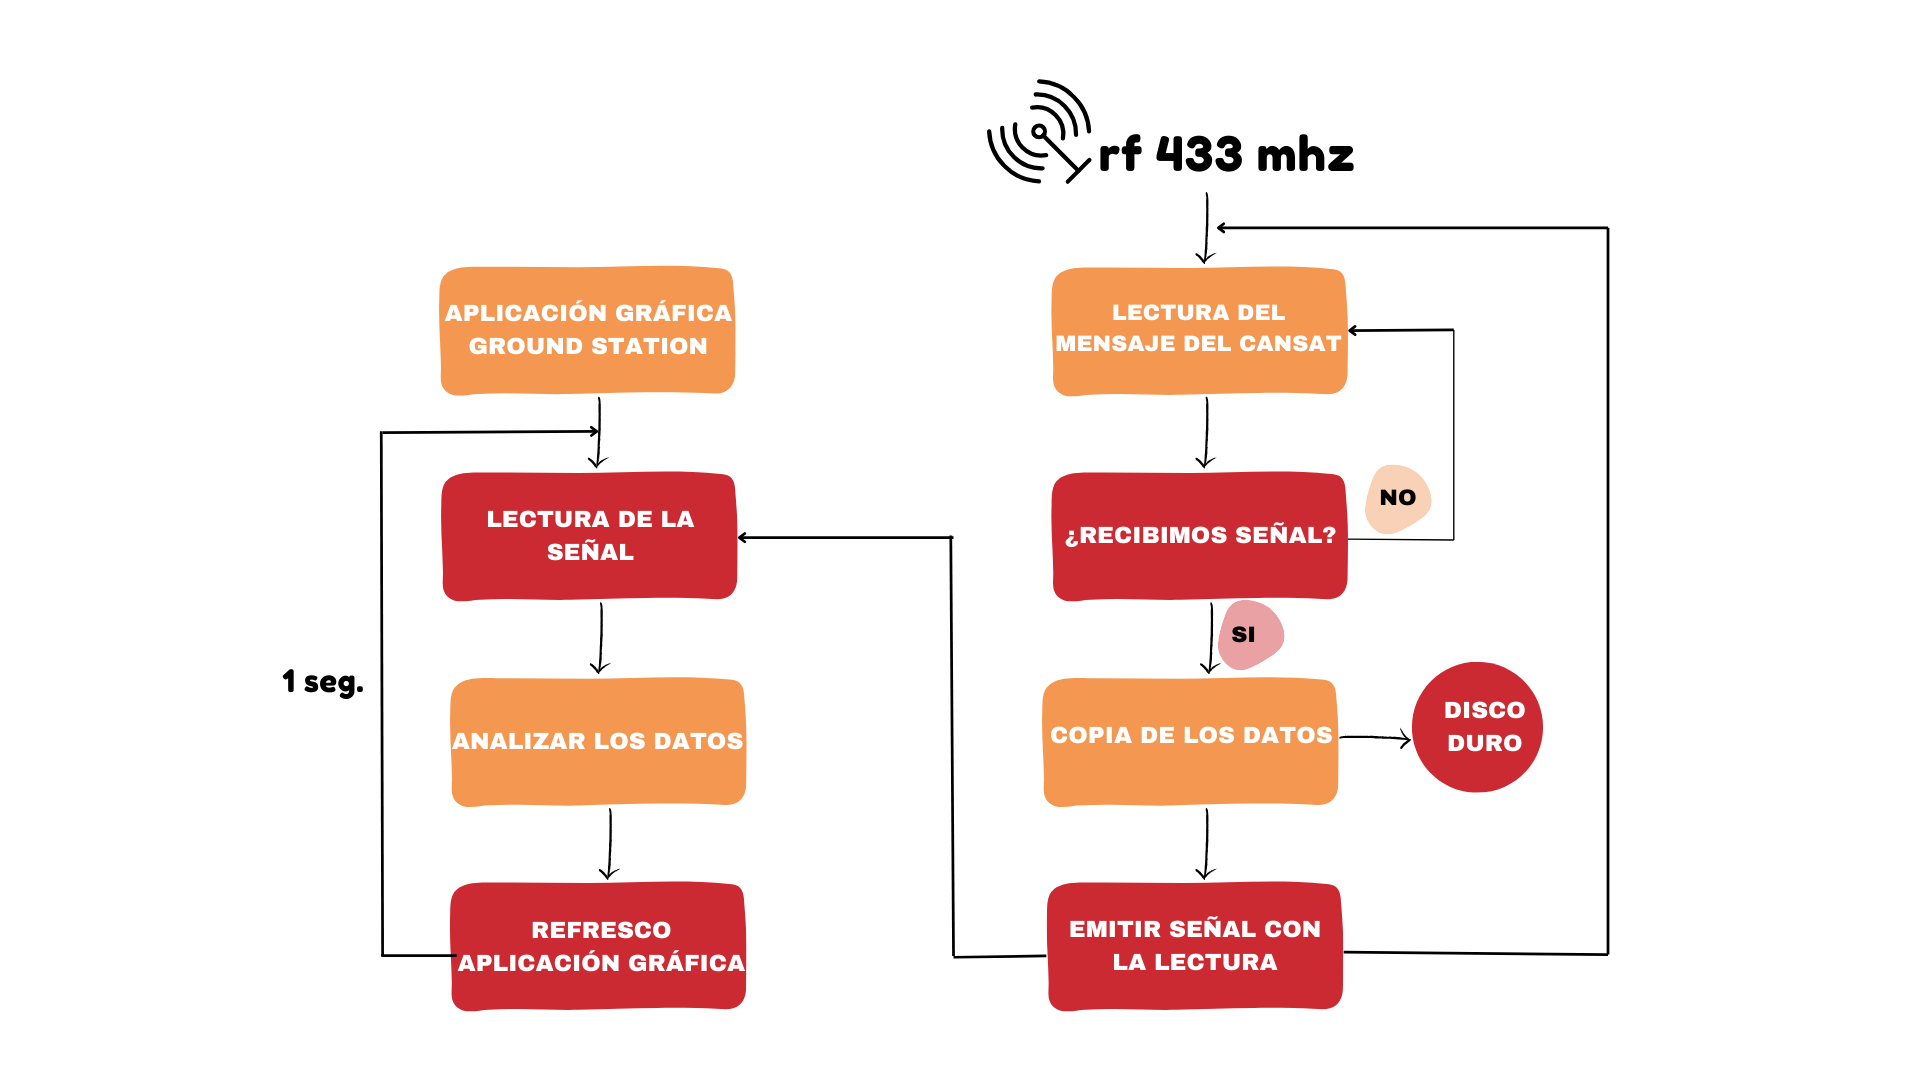 rf 433 mhz
APLICACIÓN GRÁFICA
GROUND STATION
LECTURA DE LA
SEÑAL
ANALIZAR LOS DATOS
REFRESCO
APLICACIÓN GRÁFICA
1 seg.
LECTURA DEL
MENSAJE DEL CANSAT
¿RECIBIMOS SEÑAL?
NO
SI
COPIA DE LOS DATOS
DISCO
DURO
EMITIR SEÑAL CON
LA LECTURA